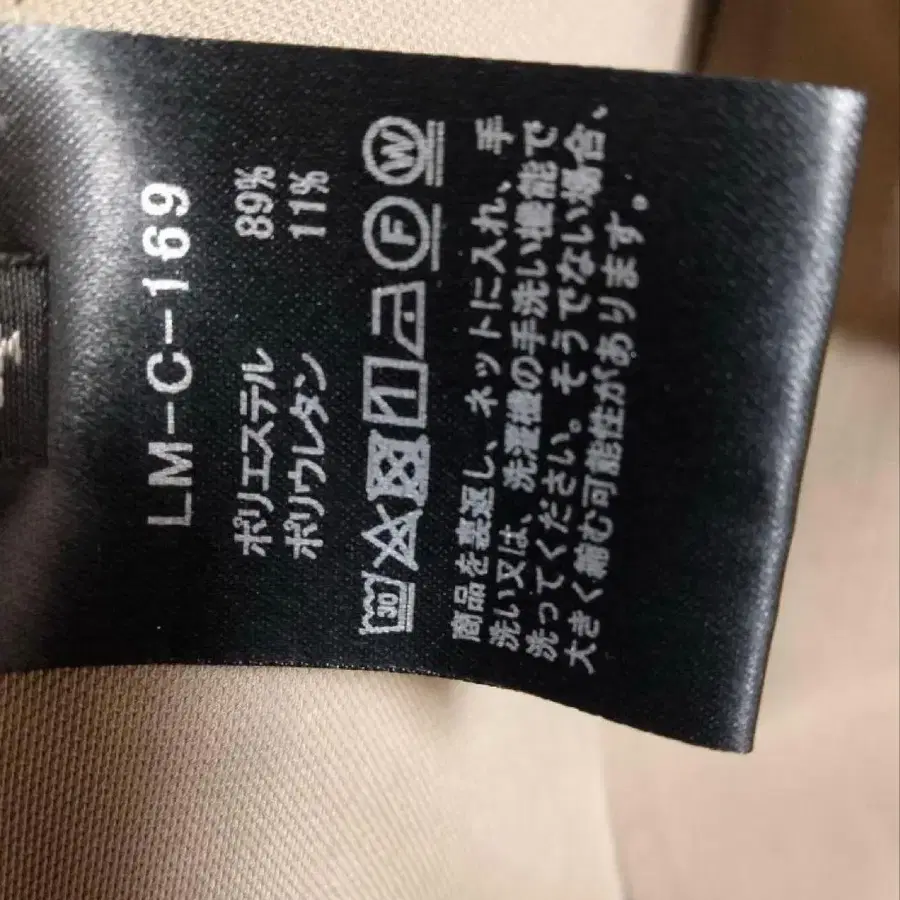 LM-C-169
ポリエステル 89%
ポリウレタン 11%
30 F W
商品を裏返し、ネットに入れ、手
洗い又は、洗濯機の手洗い機能で
洗ってください。そうでない場合、
大きく縮む可能性があります。